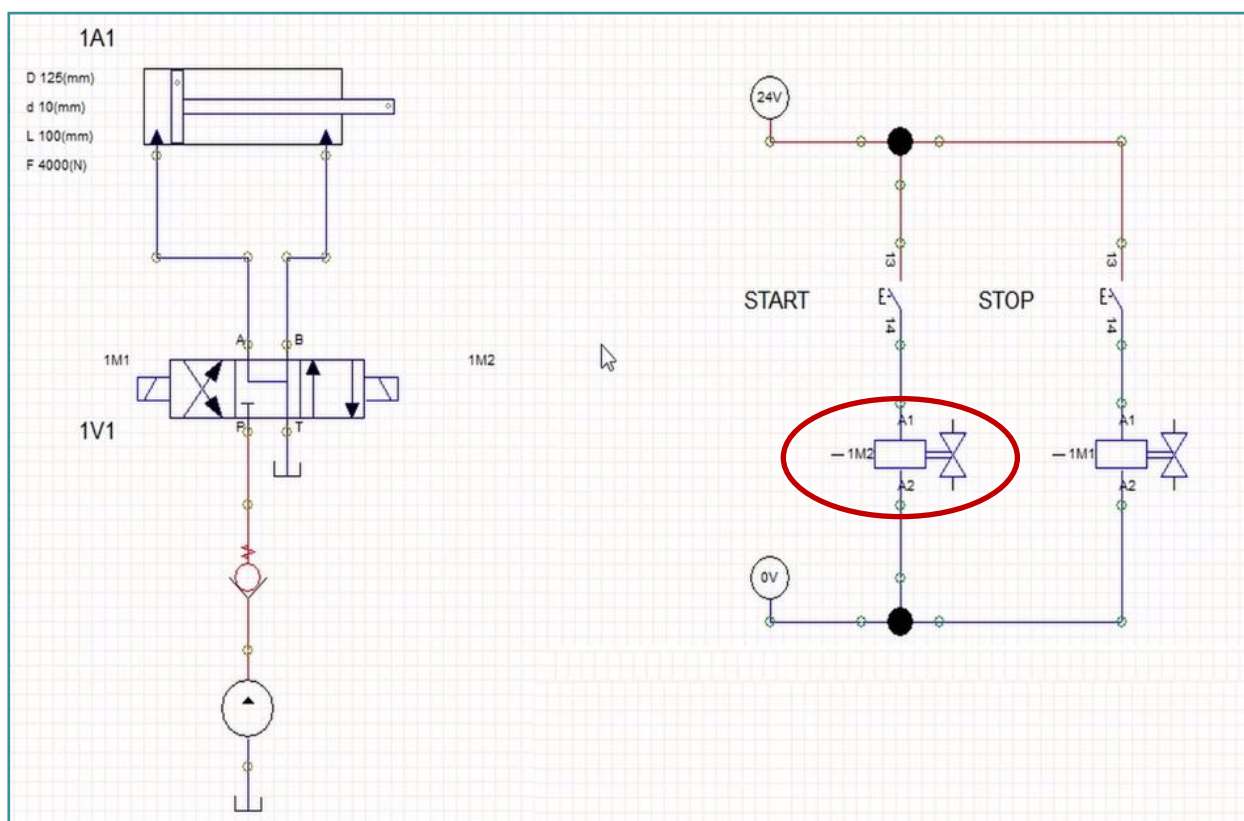 1A1
D 125(mm)
d 10(mm)
L 100(mm)
F 4000(N)
A
B
1M1
1M2
1V1
P
T
24V
13
13
START
E
STOP
E
14
14
A1
A1
1M2
1M1
A2
A2
0V